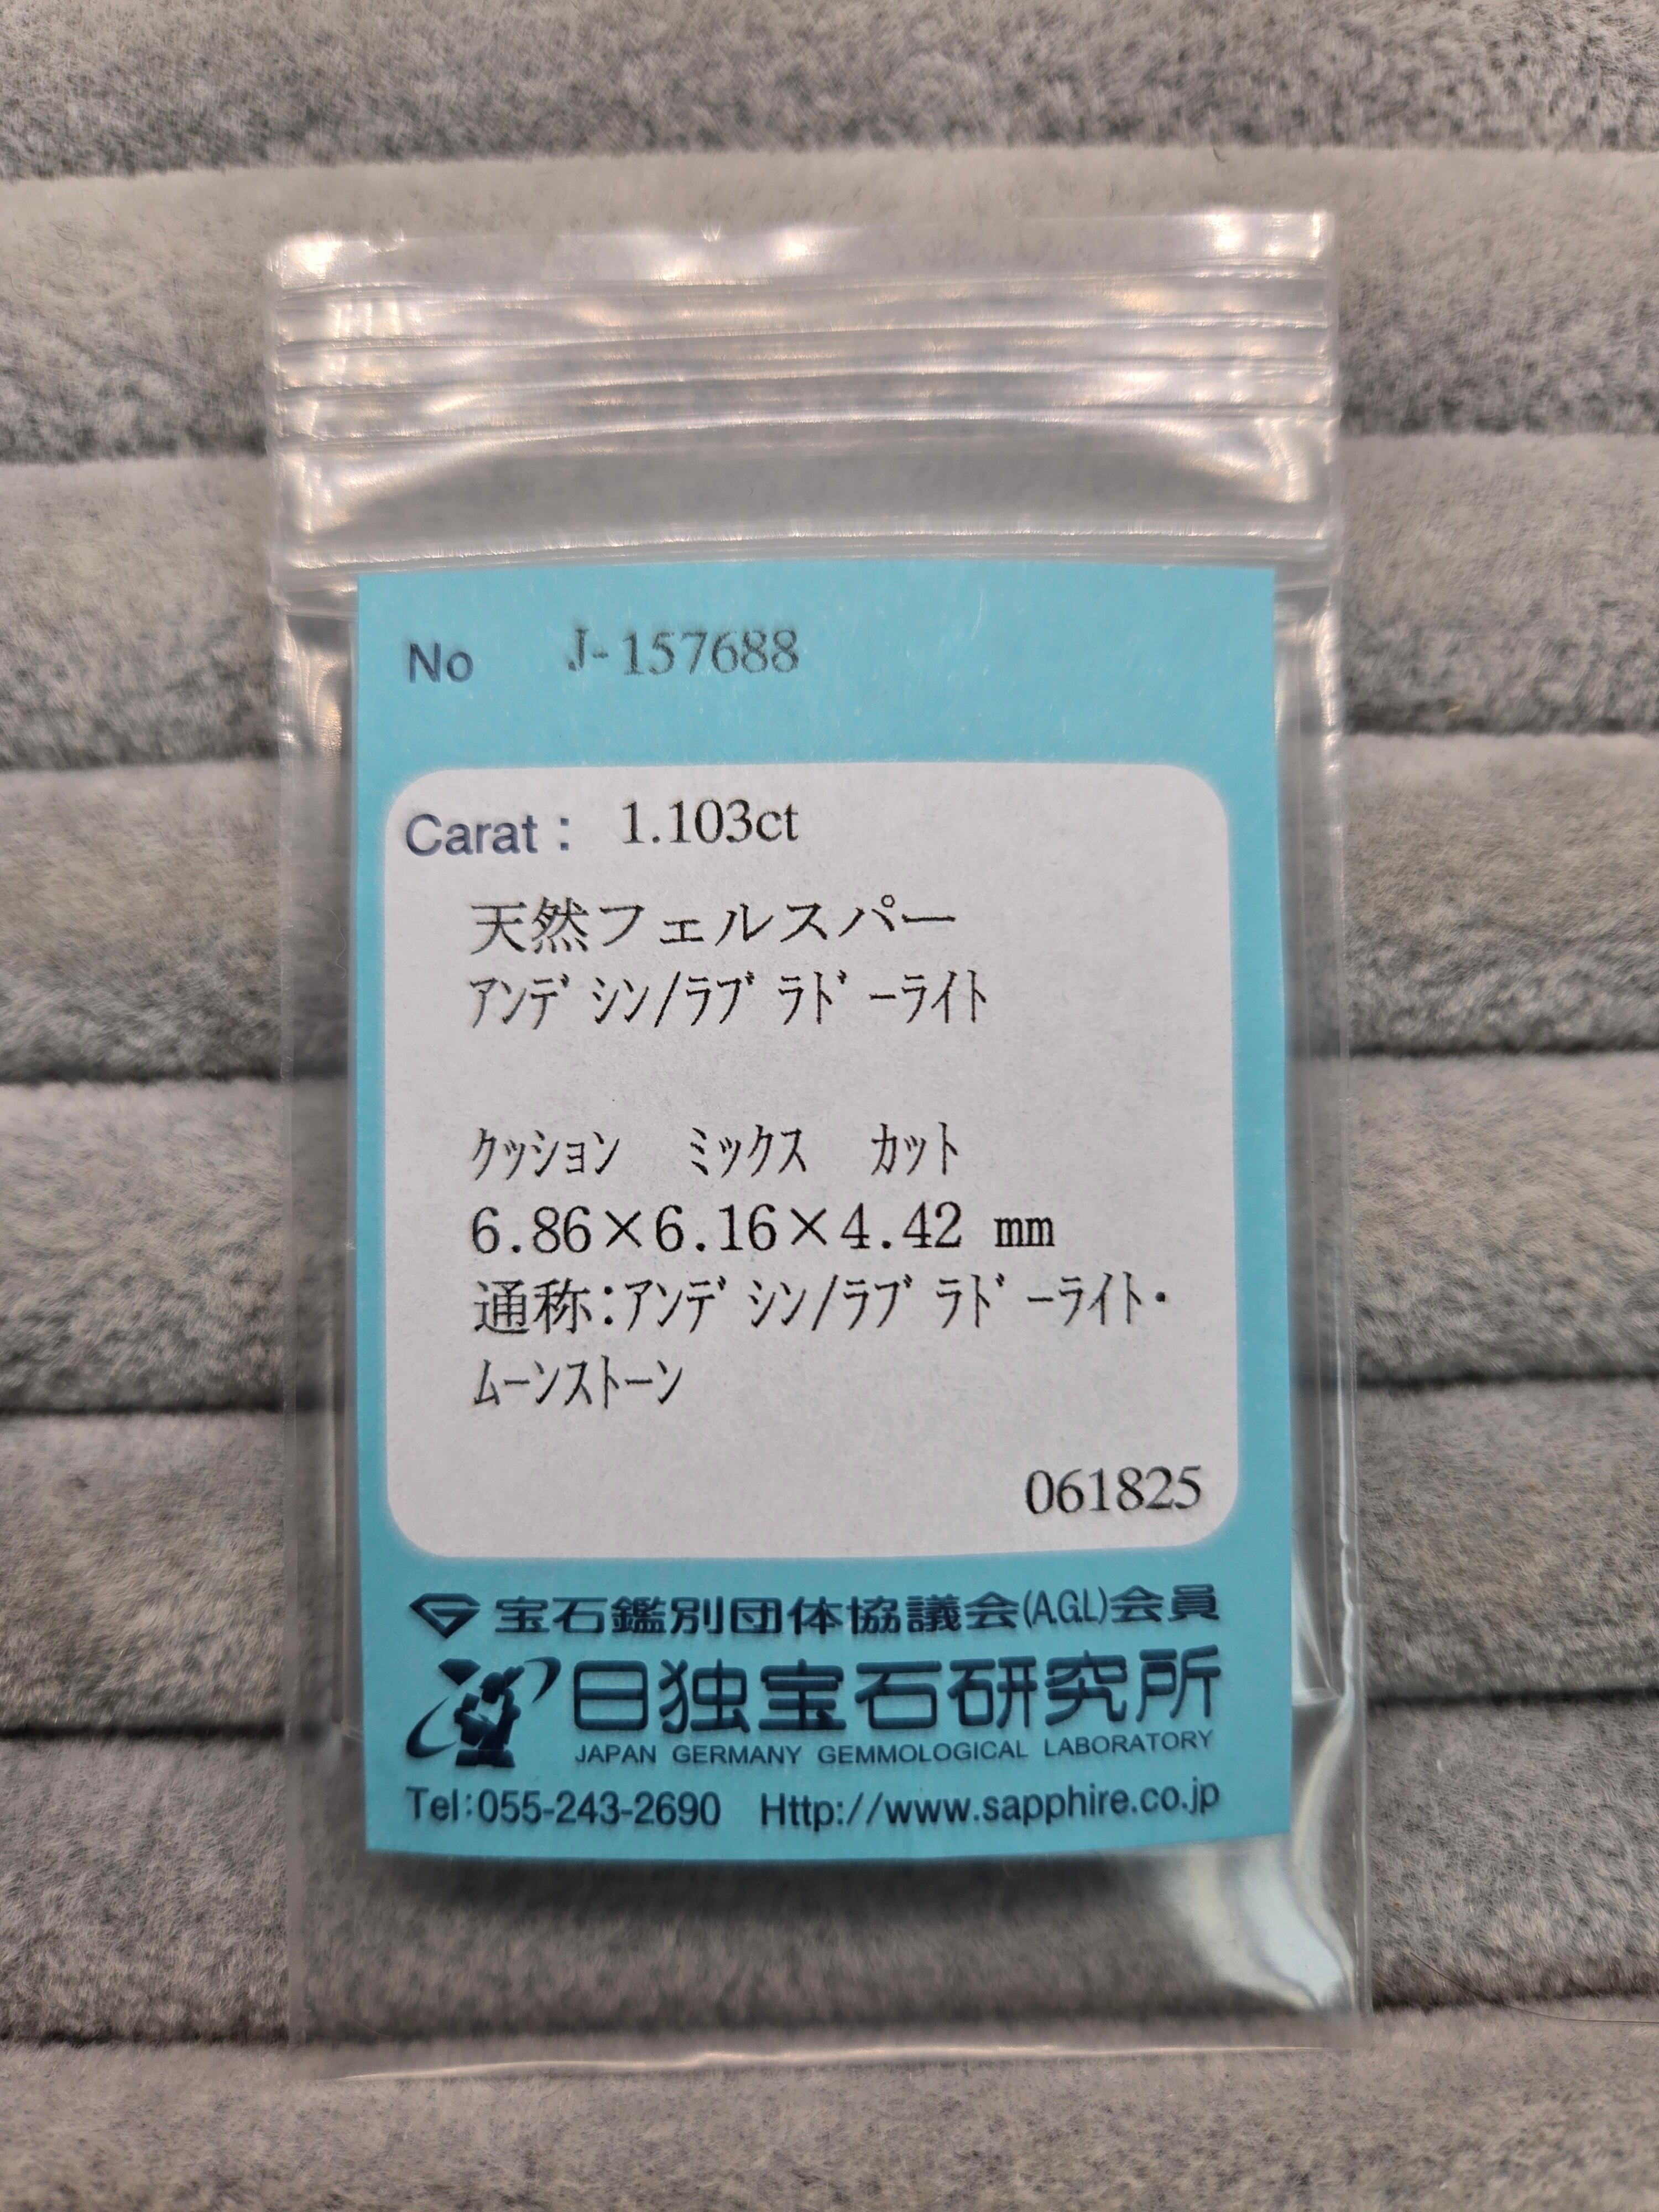 No J-157688
Carat : 1.103ct
天然フェルスパー
ｱﾝﾃﾞｼﾝ/ﾗﾌﾞﾗﾄﾞｰﾗｲﾄ
ｸｯｼｮﾝ ﾐｯｸｽ ｶｯﾄ
6.86×6.16×4.42 mm
通称:ｱﾝﾃﾞｼﾝ/ﾗﾌﾞﾗﾄﾞｰﾗｲﾄ・
ﾑｰﾝｽﾄｰﾝ
061825
宝石鑑別団体協議会(A.G.L)会員
日独宝石研究所
JAPAN GERMANY GEMMOLOGICAL LABORATORY
Tel:055-243-2690 Http://www.sapphire.co.jp